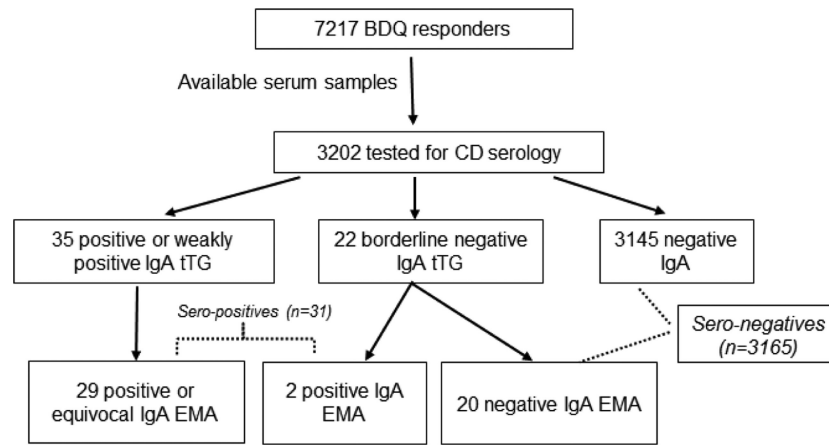 7217 BDQ responders
Available serum samples
3202 tested for CD serology
35 positive or weakly
positive IgA tTG
22 borderline negative
IgA tTG
3145 negative
IgA
Sero-positives (n=31)
Sero-negatives
(n=3165)
29 positive or
equivocal IgA EMA
2 positive IgA
EMA
20 negative IgA EMA